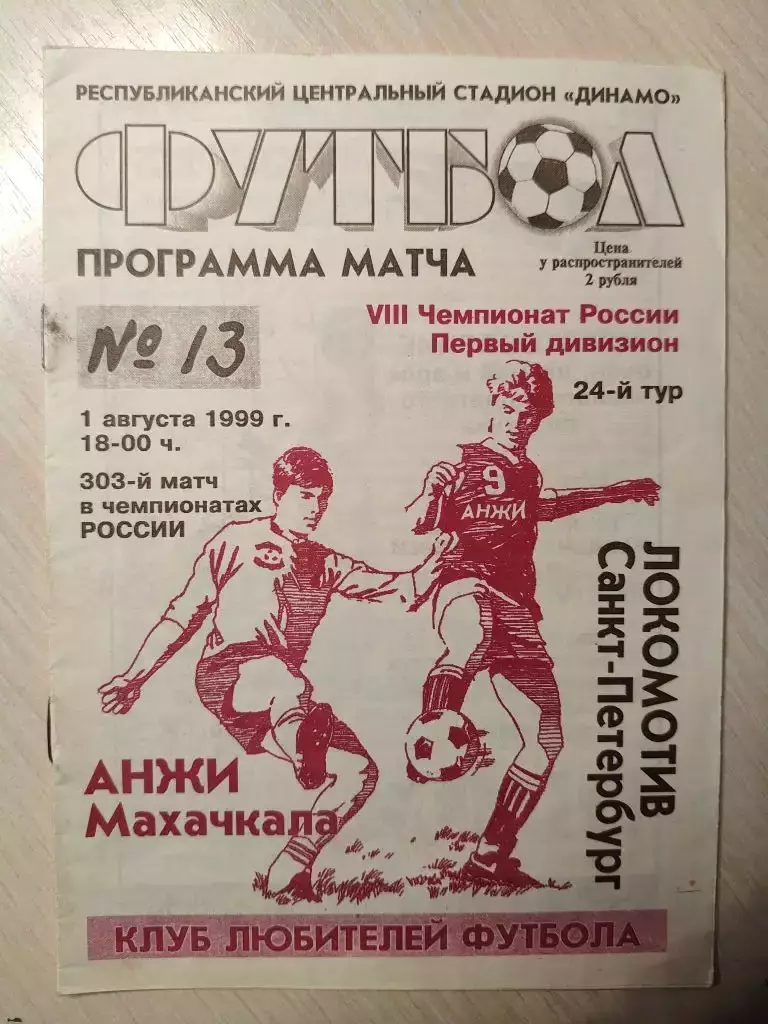 РЕСПУБЛИКАНСКИЙ ЦЕНТРАЛЬНЫЙ СТАДИОН «ДИНАМО»
ФУТБОЛ
ПРОГРАММА МАТЧА
Цена
у распространителей
2 рубля
№ 13
VIII Чемпионат России
Первый дивизион
24-й тур
1 августа 1999 г.
18-00 ч.
303-й матч
в чемпионатах
РОССИИ
9
АНЖИ
ЛОКОМОТИВ
Санкт-Петербург
АНЖИ
Махачкала
КЛУБ ЛЮБИТЕЛЕЙ ФУТБОЛА